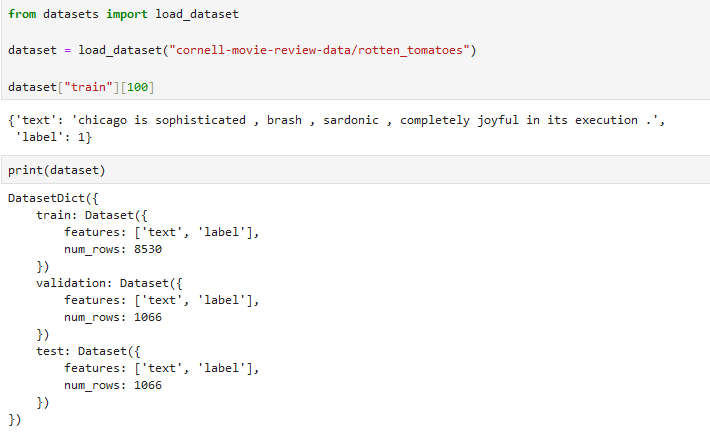 from datasets import load_dataset
dataset = load_dataset("cornell-movie-review-data/rotten_tomatoes")
dataset["train"][100]
{'text': 'chicago is sophisticated , brash , sardonic , completely joyful in its execution .',
 'label': 1}
print(dataset)
DatasetDict({
    train: Dataset({
        features: ['text', 'label'],
        num_rows: 8530
    })
    validation: Dataset({
        features: ['text', 'label'],
        num_rows: 1066
    })
    test: Dataset({
        features: ['text', 'label'],
        num_rows: 1066
    })
})